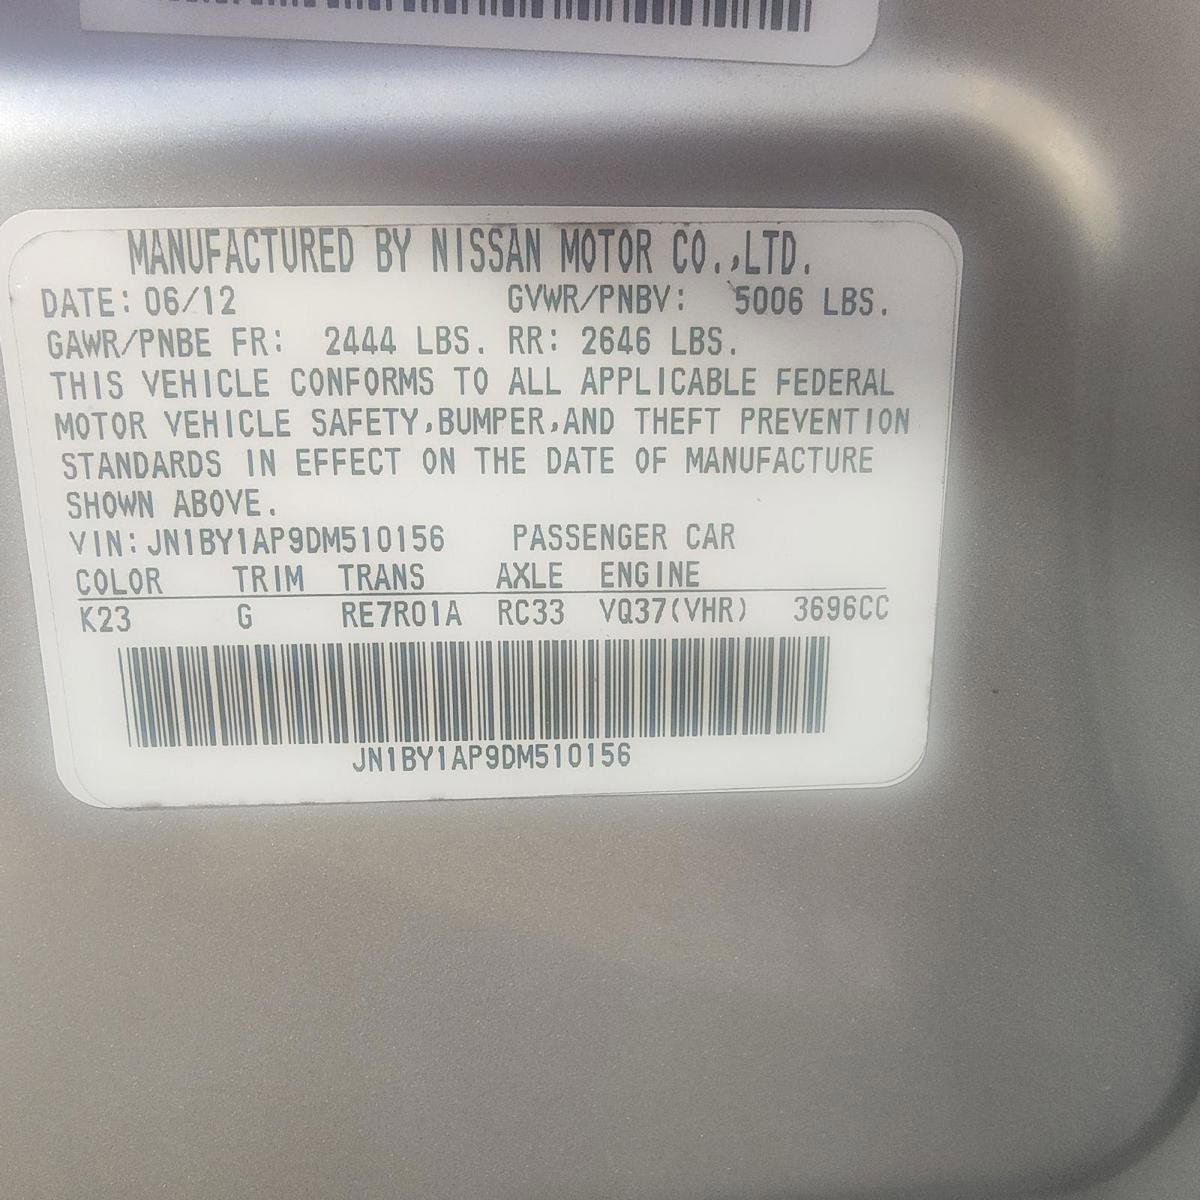 MANUFACTURED BY NISSAN MOTOR CO.,LTD.
DATE: 06/12 GVWR/PNBV: 5006 LBS.
GAWR/PNBE FR: 2444 LBS. RR: 2646 LBS.
THIS VEHICLE CONFORMS TO ALL APPLICABLE FEDERAL
MOTOR VEHICLE SAFETY,BUMPER,AND THEFT PREVENTION
STANDARDS IN EFFECT ON THE DATE OF MANUFACTURE
SHOWN ABOVE.
VIN: JN1BY1AP9DM510156 PASSENGER CAR
COLOR TRIM TRANS AXLE ENGINE
K23 G RE7R01A RC33 VQ37(VHR) 3696CC
JN1BY1AP9DM510156